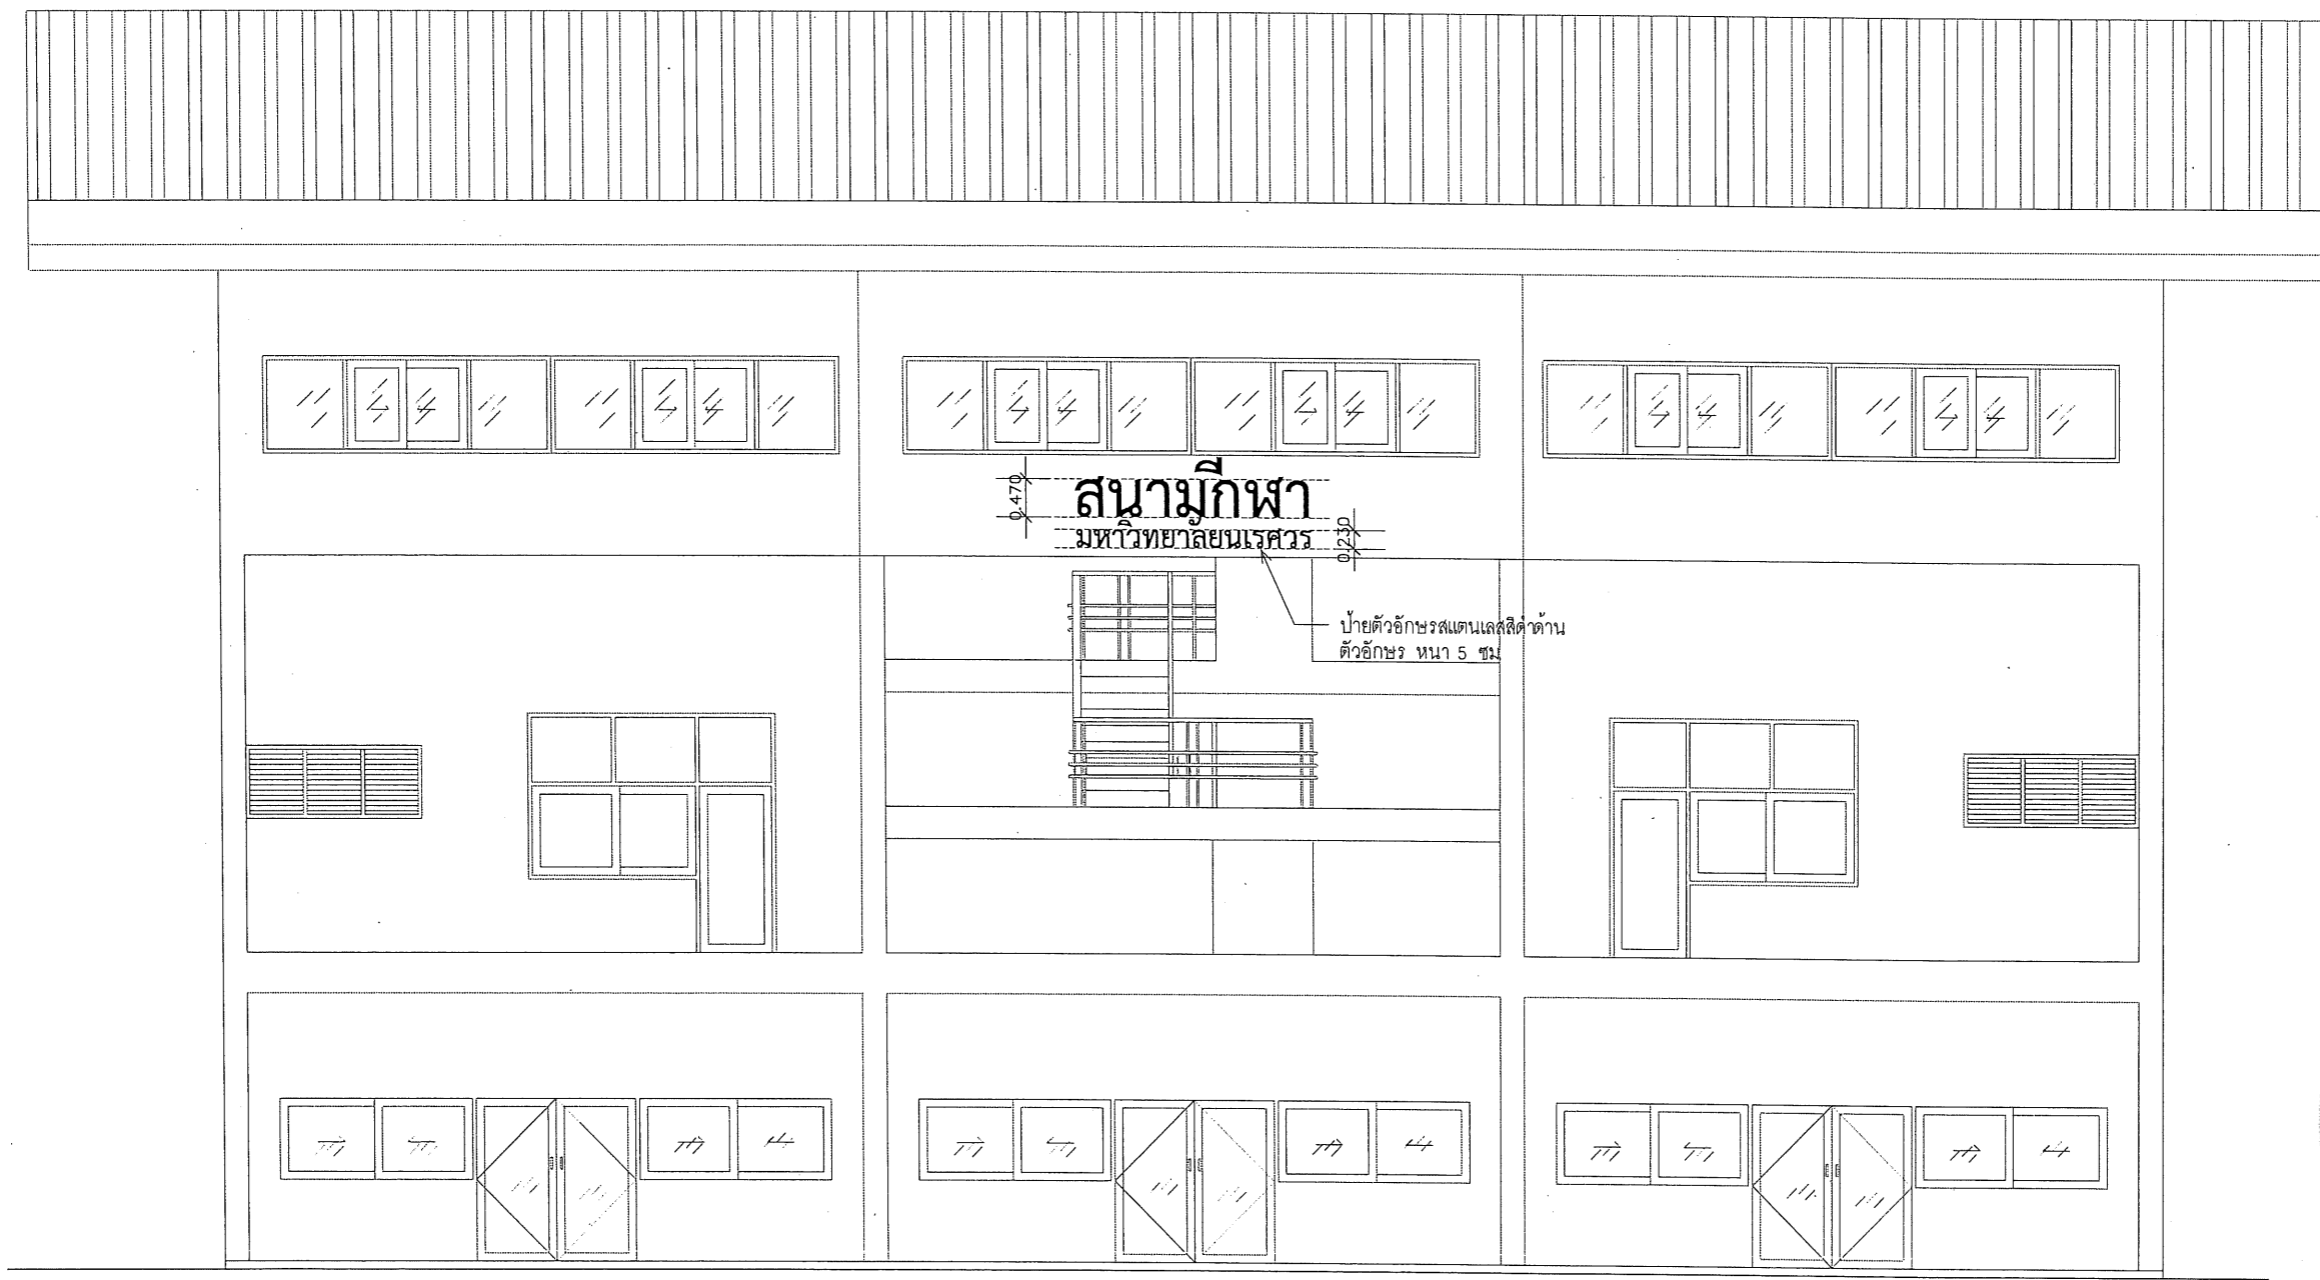 สนามกีฬา
มหาวิทยาลัยนเรศวร
0.470
0.230
ป้ายตัวอักษรสแตนเลสสีดำด้าน
ตัวอักษร หนา 5 ซม